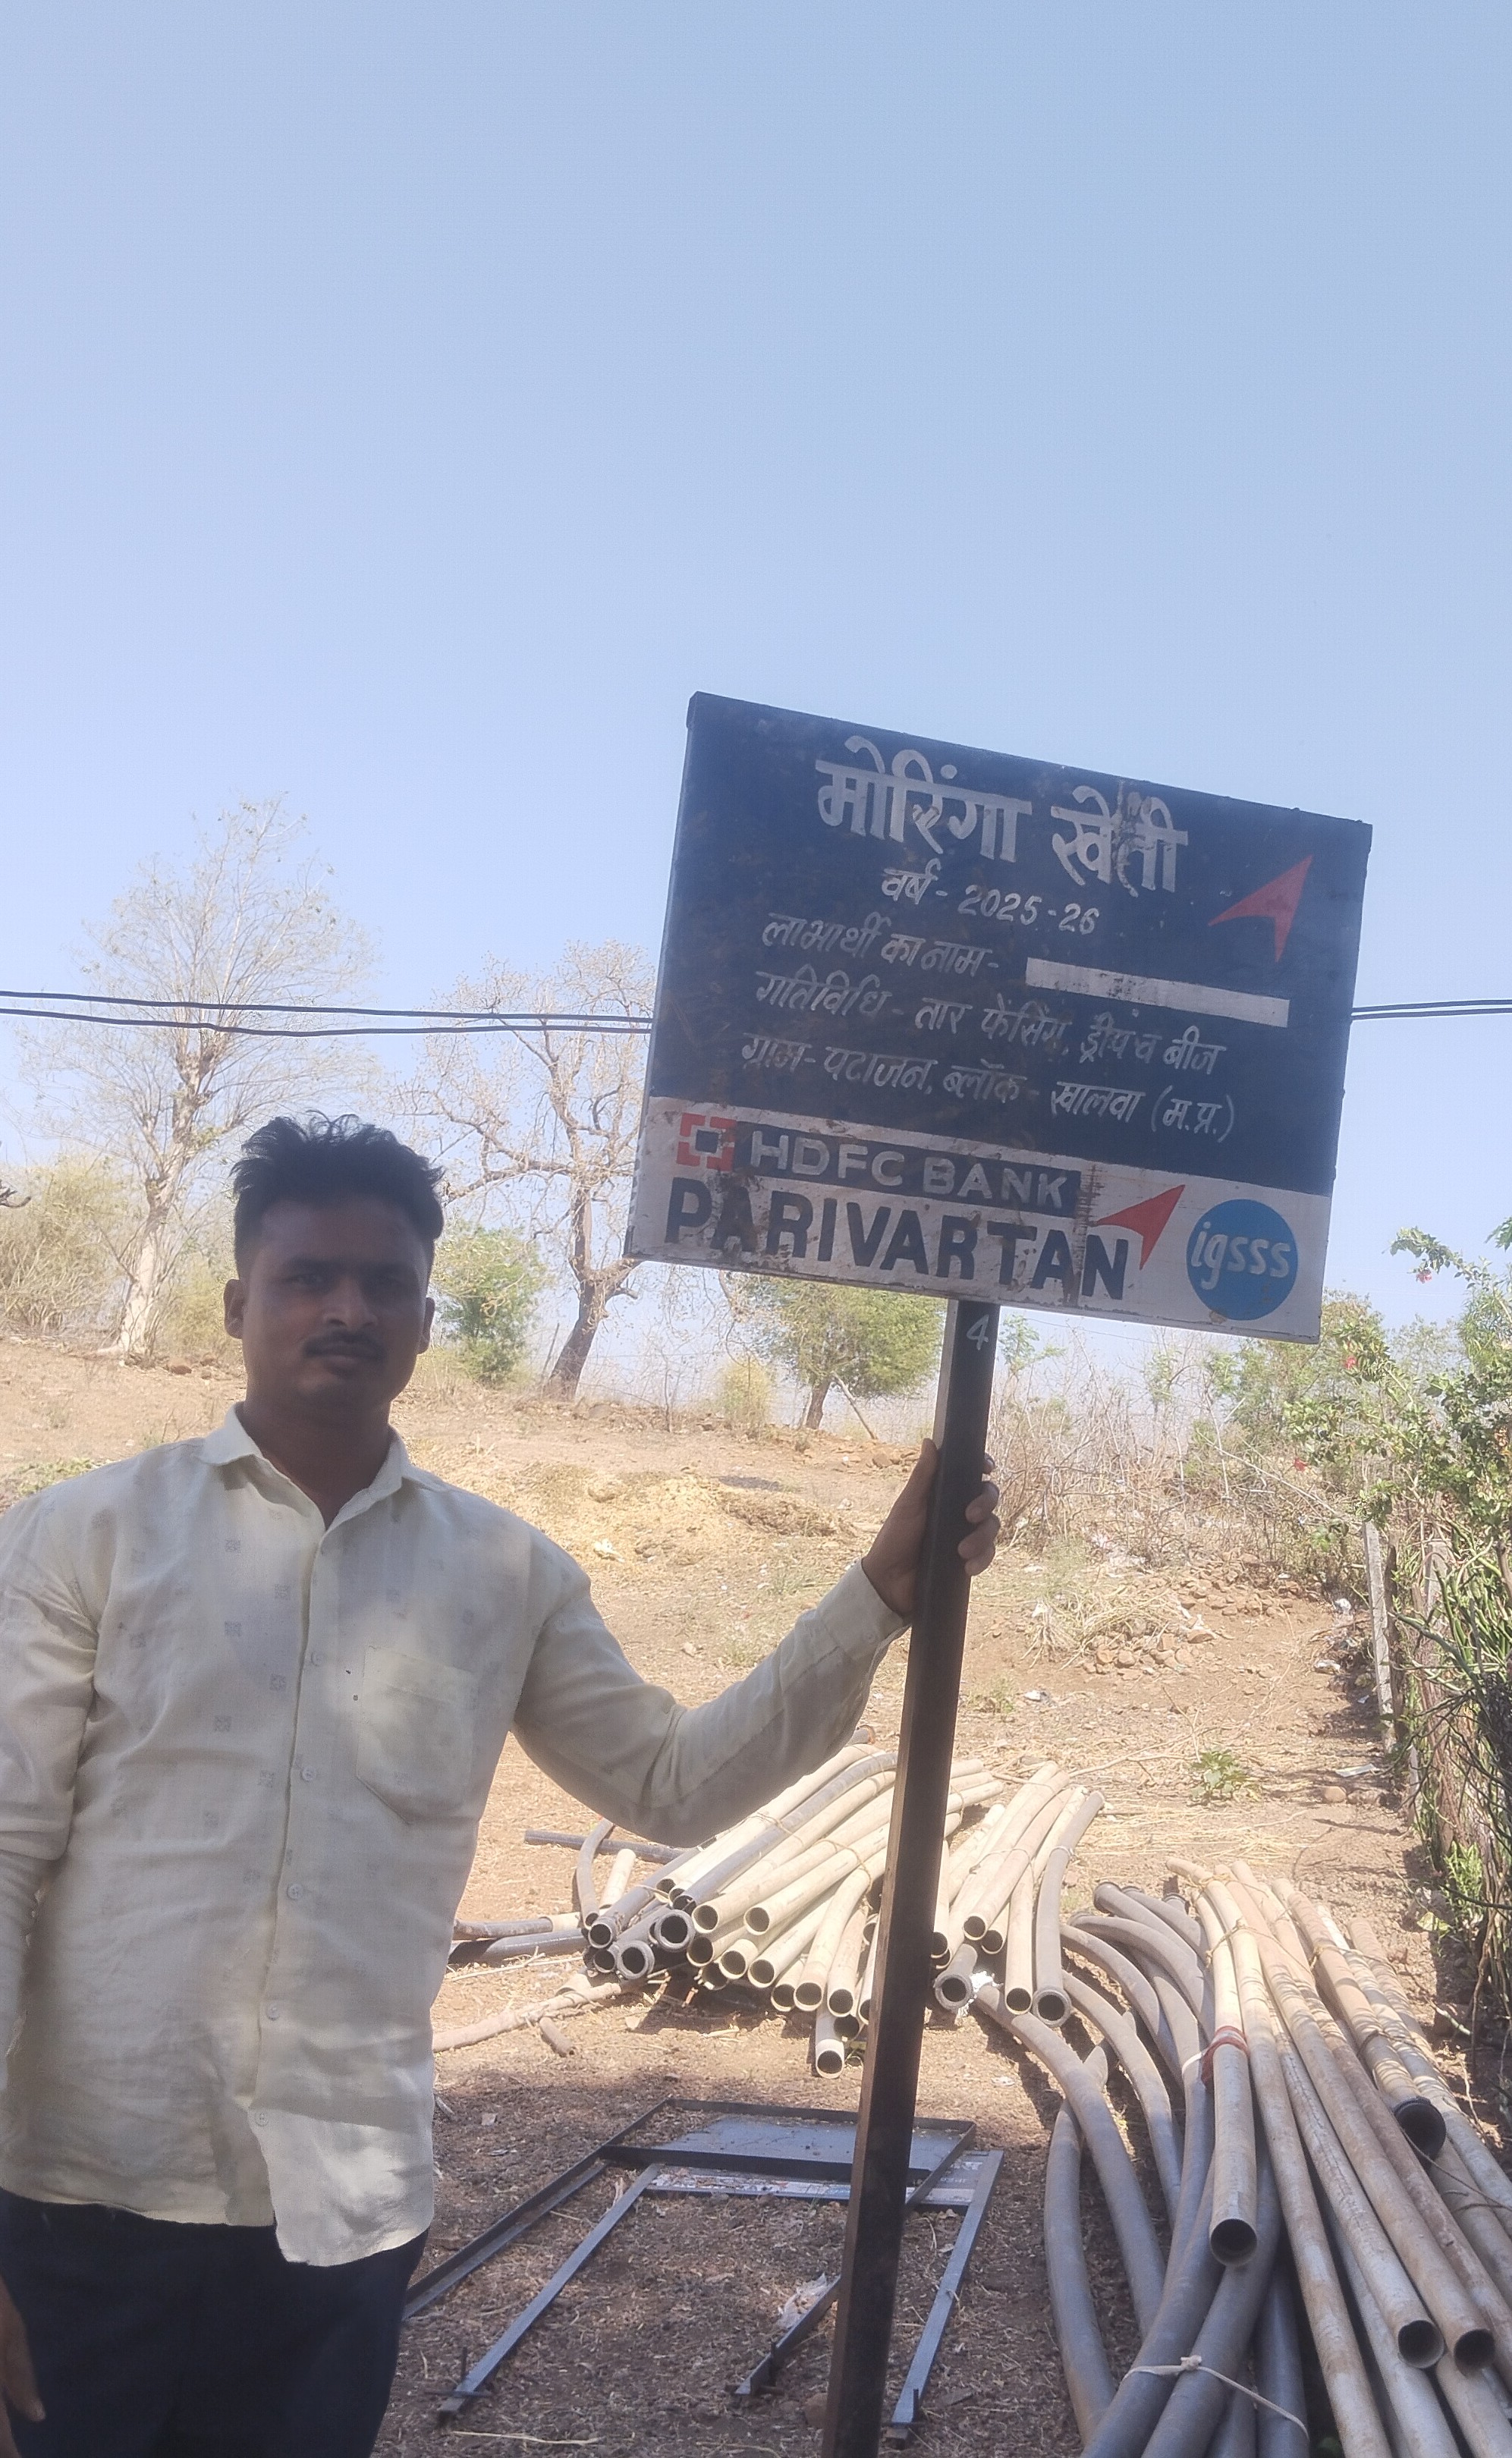 मोरिंगा खेती
वर्ष - 2025-26
लाभार्थी का नाम-
गतिविधि - तार फेंसिंग, ड्रीप व बीज
ग्राम- पटाजन, ब्लॉक - खालवा (म.प्र.)
HDFC BANK
PARIVARTAN
igsss
4